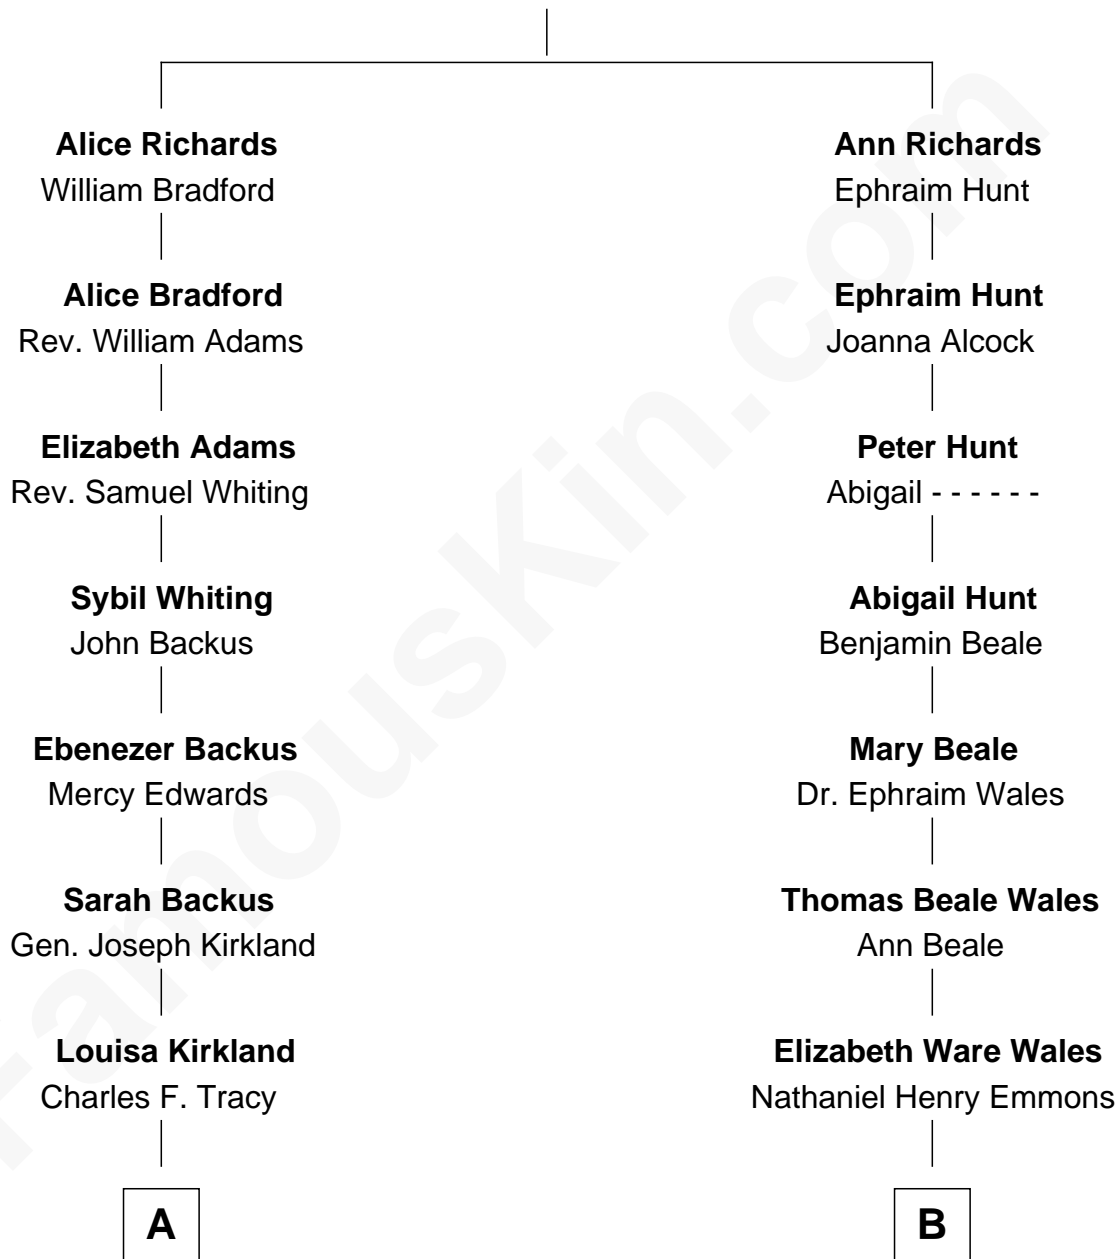 Alice Richards
William Bradford
Alice Bradford
Rev. William Adams
Elizabeth Adams
Rev. Samuel Whiting
Sybil Whiting
John Backus
Ebenezer Backus
Mercy Edwards
Sarah Backus
Gen. Joseph Kirkland
Louisa Kirkland
Charles F. Tracy
A
Ann Richards
Ephraim Hunt
Ephraim Hunt
Joanna Alcock
Peter Hunt
Abigail - - - - - -
Abigail Hunt
Benjamin Beale
Mary Beale
Dr. Ephraim Wales
Thomas Beale Wales
Ann Beale
Elizabeth Ware Wales
Nathaniel Henry Emmons
B
FamousKin.com